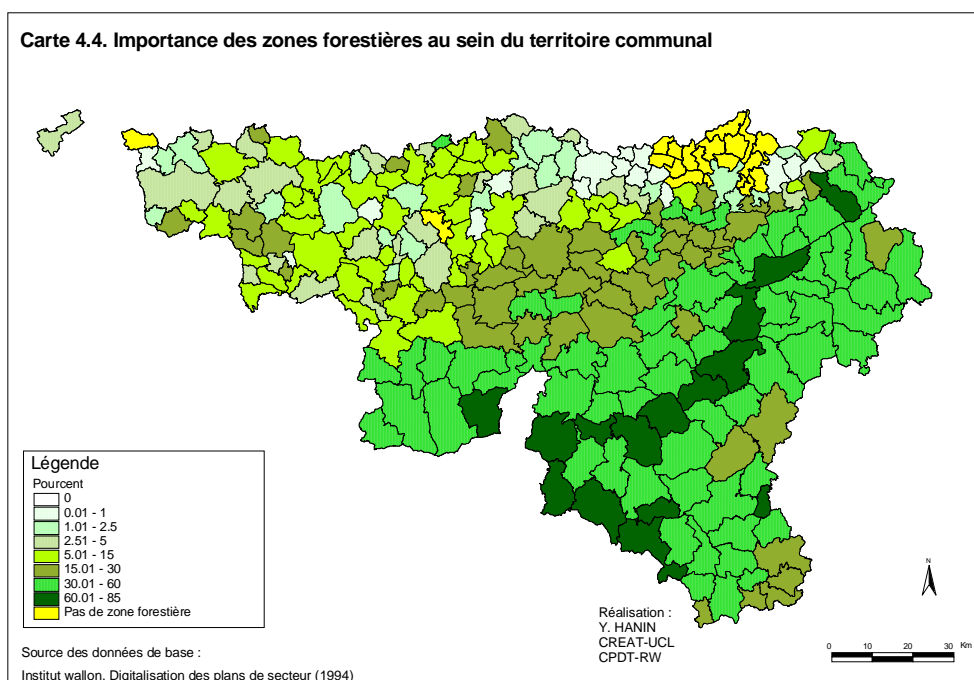 Carte 4.4. Importance des zones forestières au sein du territoire communal
Légende
Pourcent
0
0.01 - 1
1.01 - 2.5
2.51 - 5
5.01 - 15
15.01 - 30
30.01 - 60
60.01 - 85
Pas de zone forestière
N
Réalisation :
Y. HANIN
CREAT-UCL
CPDT-RW
0 10 20 30 Km
Source des données de base :
Institut wallon. Digitalisation des plans de secteur (1994)